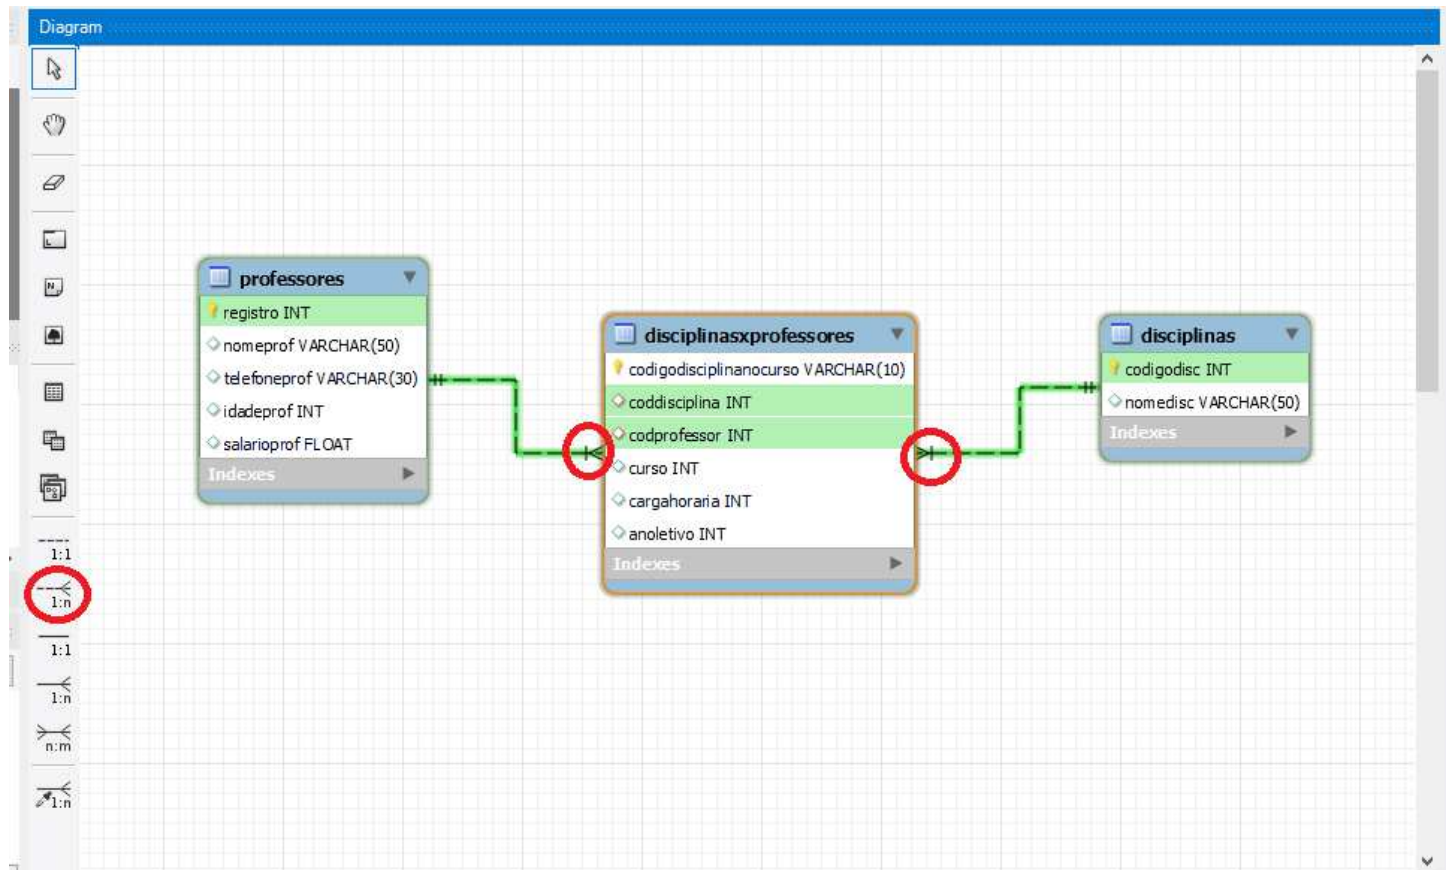 Diagram
professores
registro INT
nomeprof VARCHAR(50)
telefoneprof VARCHAR(30)
idadeprof INT
salarioprof FLOAT
Indexes
disciplinasxprofessores
codigodisciplinanocurso VARCHAR(10)
coddisciplina INT
codprofessor INT
curso INT
cargahoraria INT
anoletivo INT
Indexes
disciplinas
codigodisc INT
nomedisc VARCHAR(50)
Indexes
1:1
1:n
1:1
1:n
n:m
1:n